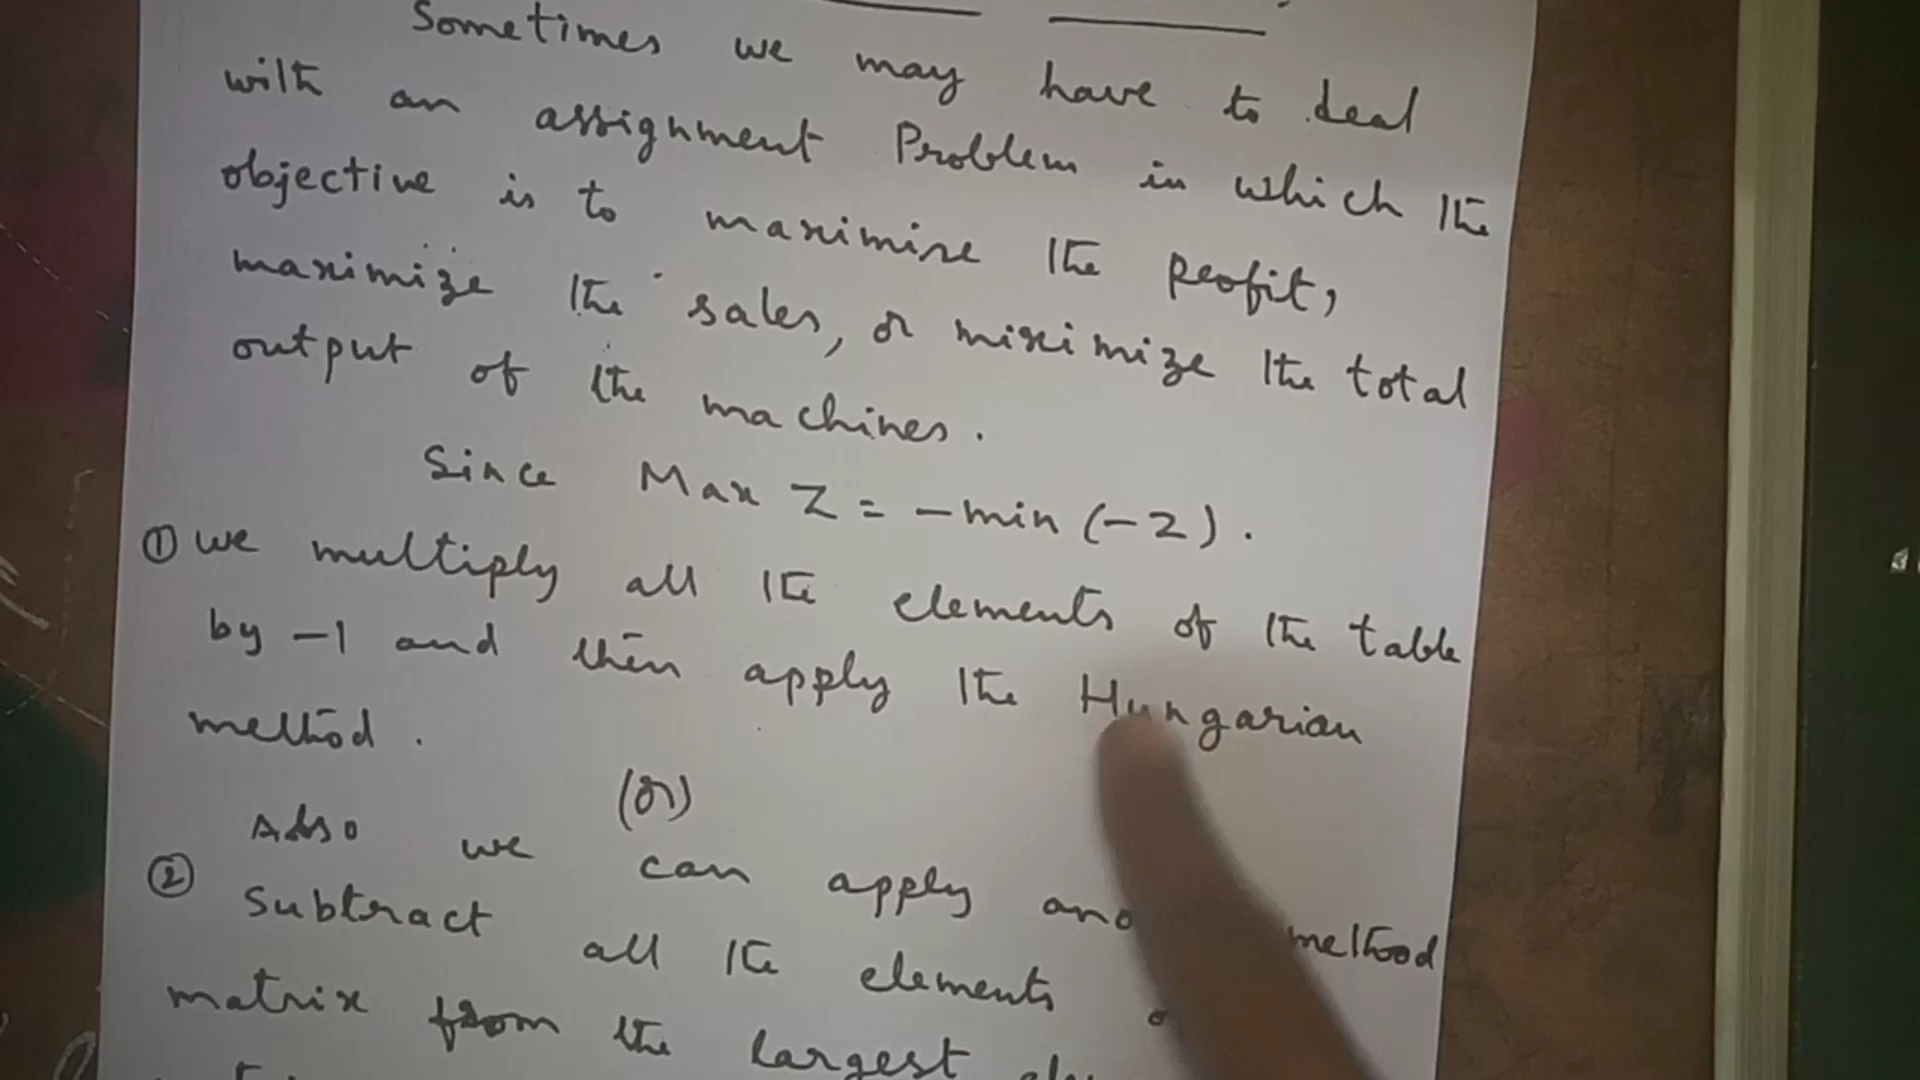 Sometimes we may have to deal
with an assignment Problem in which the
objective is to maximise the profit,
maximize the sales, or miximize the total
output of the machines.
Since Max Z = -min (-Z).
① we multiply all the elements of the table
by -1 and then apply the Hungarian
method.
(or)
Also we can apply method
② Subtract all the elements
matrix from the largest